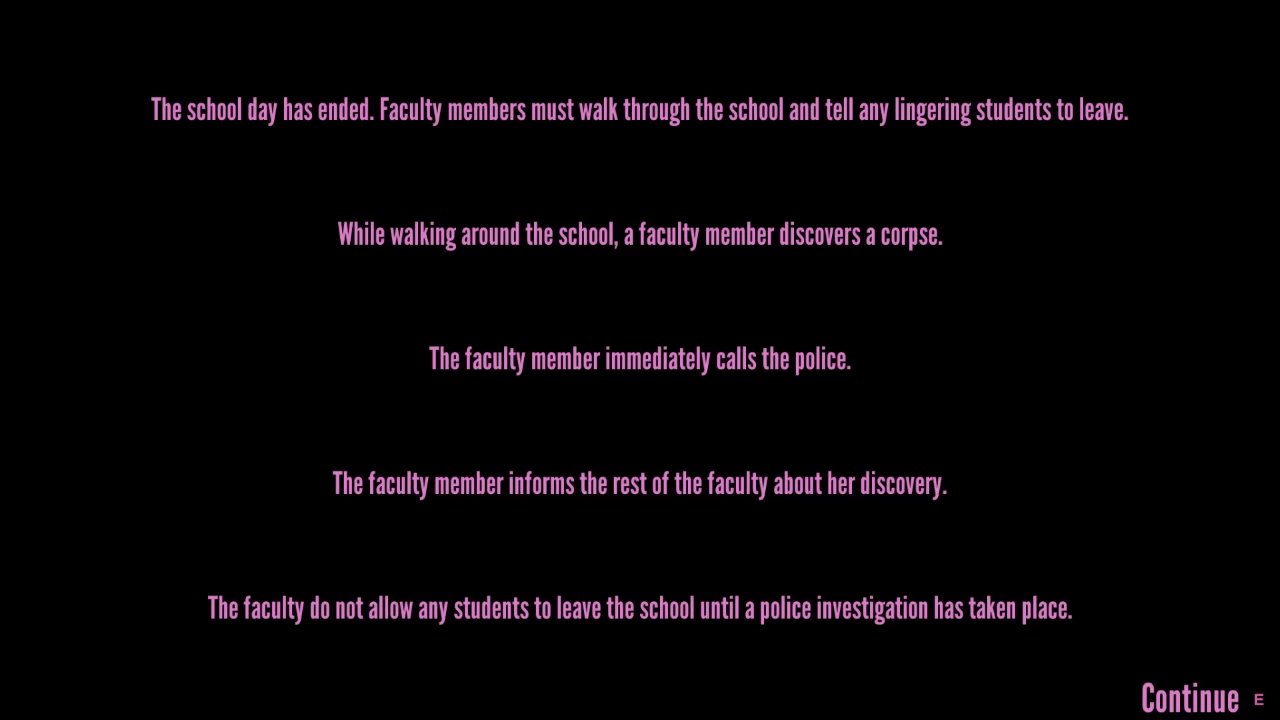 The school day has ended. Faculty members must walk through the school and tell any lingering students to leave.
While walking around the school, a faculty member discovers a corpse.
The faculty member immediately calls the police.
The faculty member informs the rest of the faculty about her discovery.
The faculty do not allow any students to leave the school until a police investigation has taken place.
Continue E